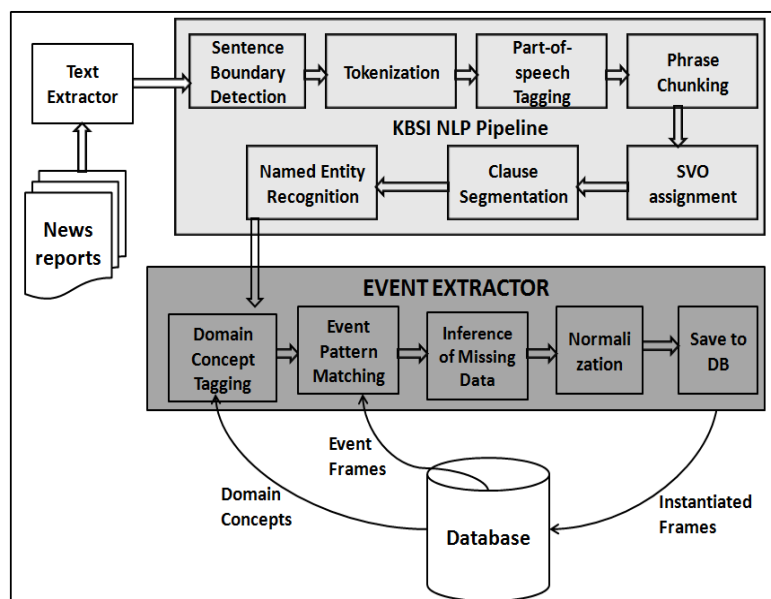 Text
Extractor
News
reports
Sentence
Boundary
Detection
Tokenization
Part-of-
speech
Tagging
Phrase
Chunking
KBSI NLP Pipeline
Named Entity
Recognition
Clause
Segmentation
SVO
assignment
EVENT EXTRACTOR
Domain
Concept
Tagging
Event
Pattern
Matching
Inference
of Missing
Data
Normali
zation
Save to
DB
Event
Frames
Domain
Concepts
Instantiated
Frames
Database